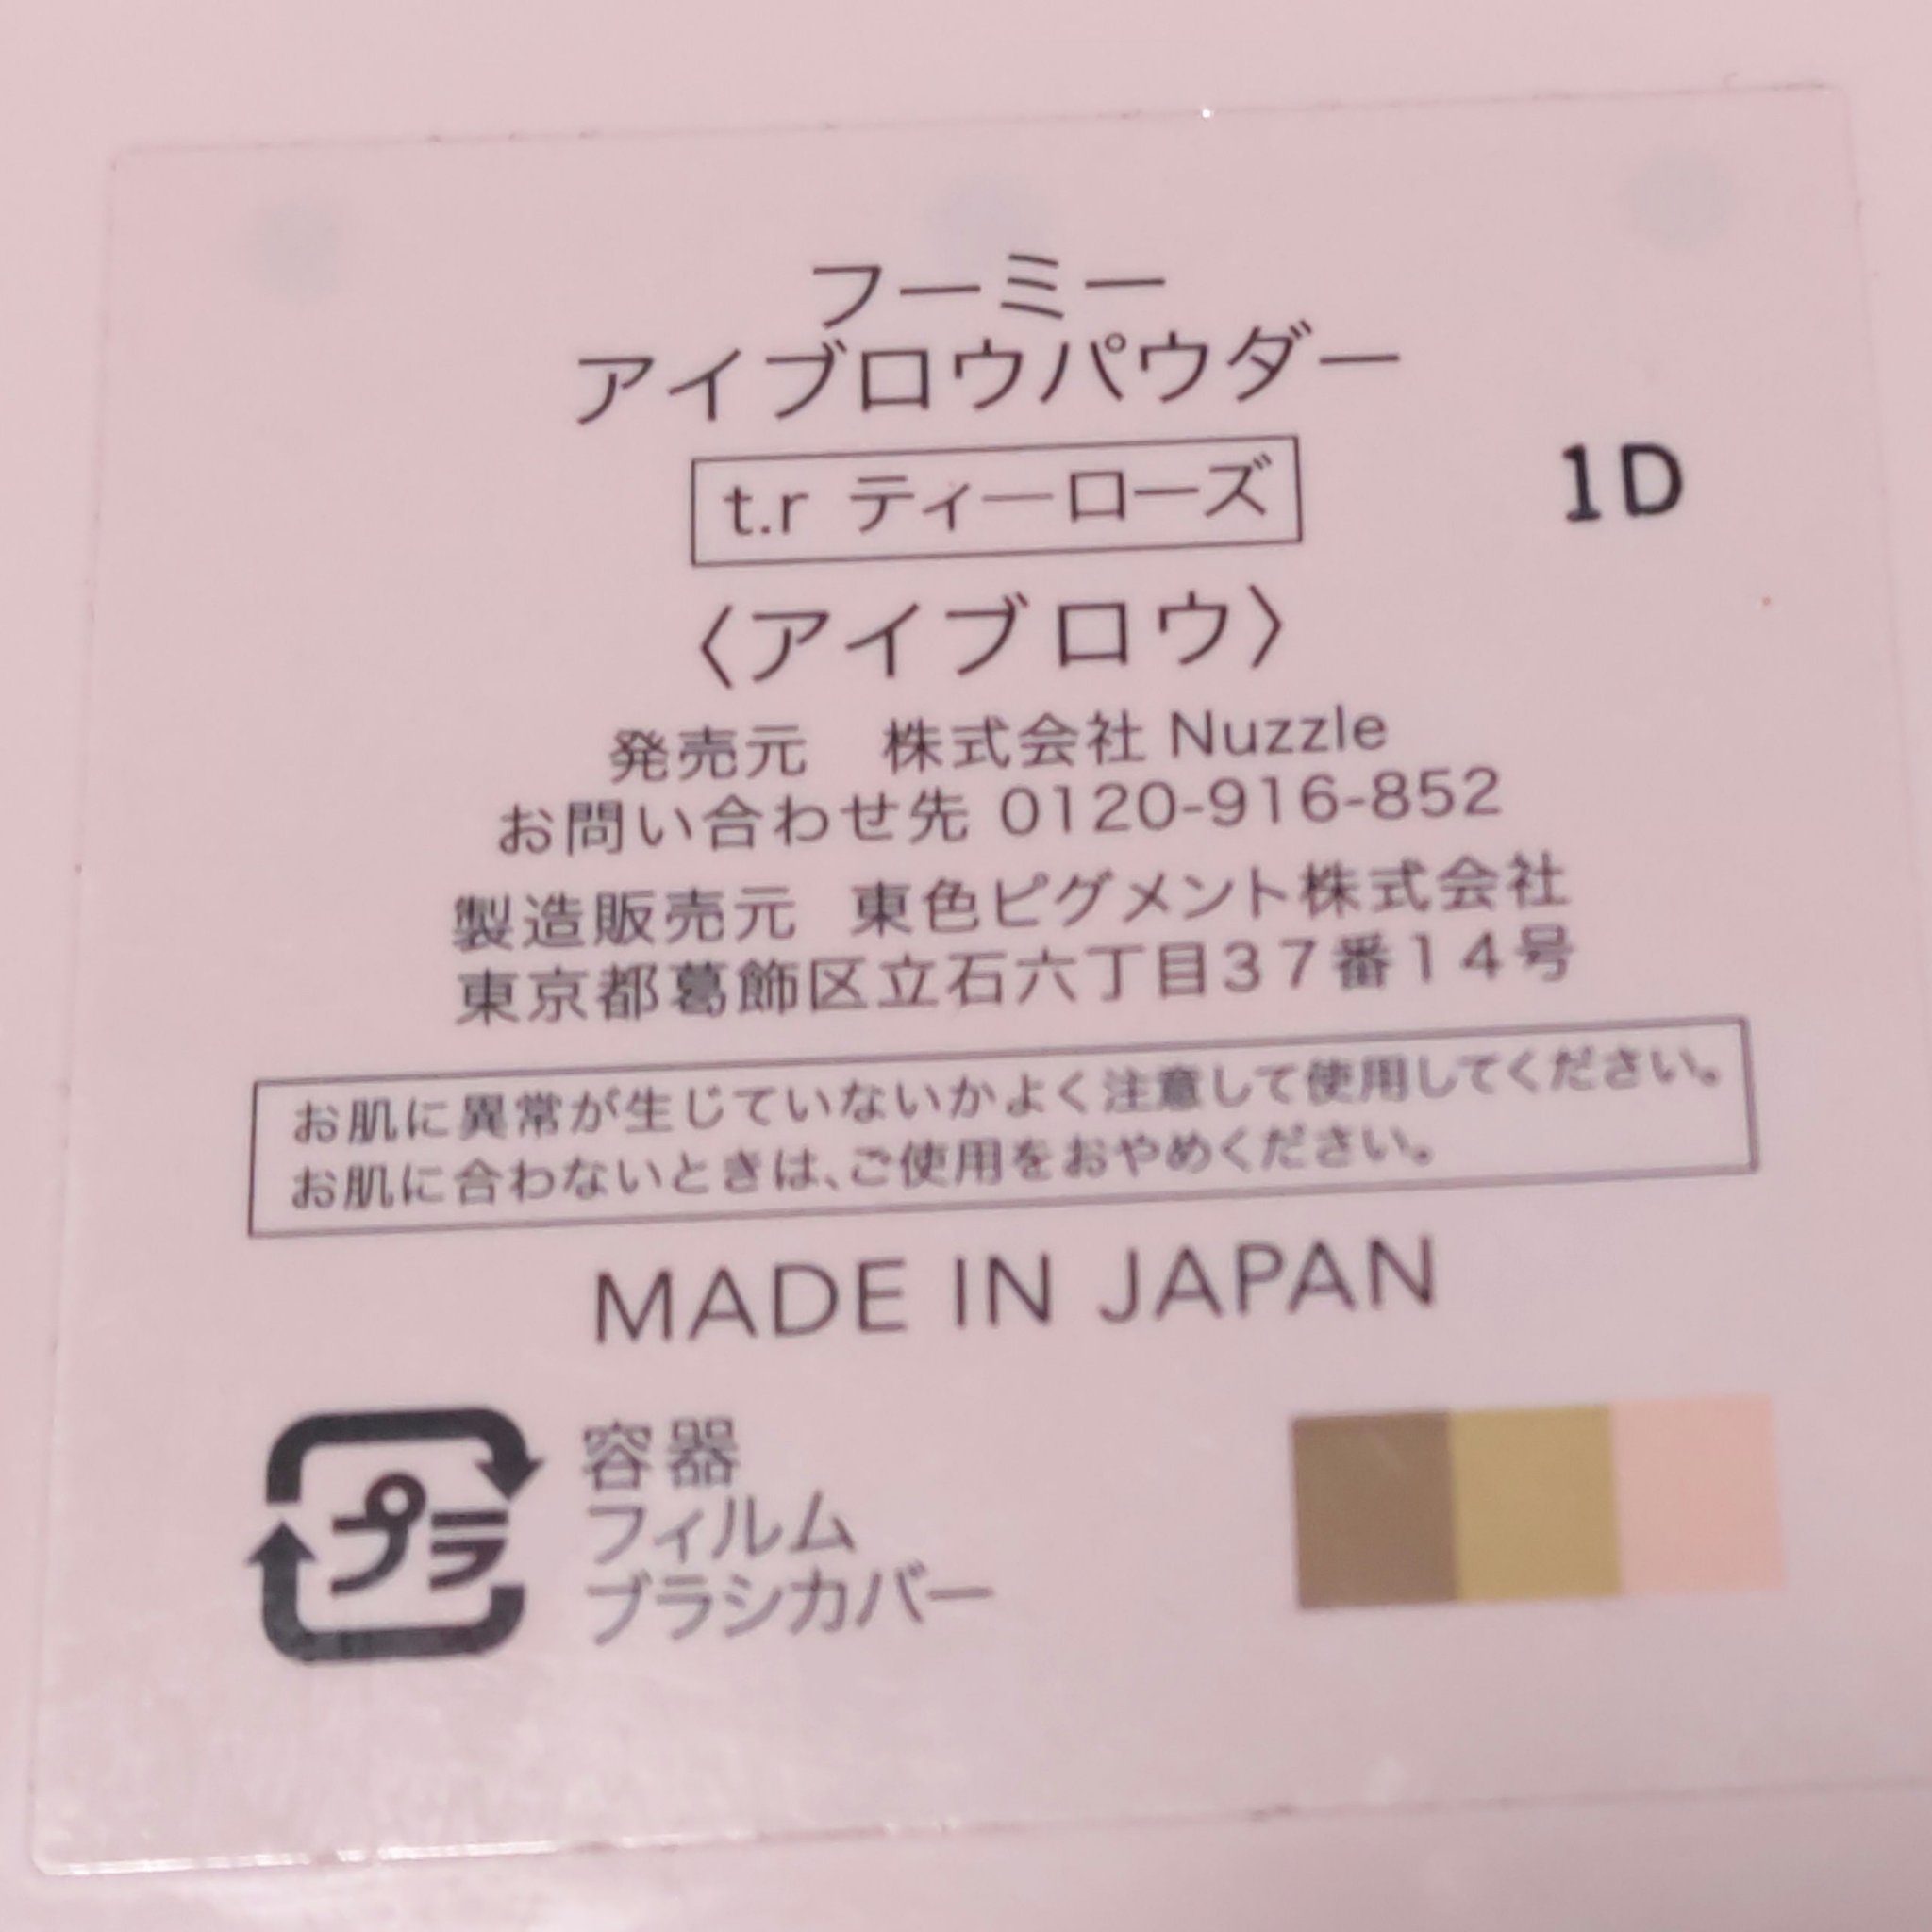 フーミー
アイブロウパウダー
t.r ティーローズ
1D
〈アイブロウ〉
発売元　株式会社 Nuzzle
お問い合わせ先 0120-916-852
製造販売元　東色ピグメント株式会社
東京都葛飾区立石六丁目37番14号
お肌に異常が生じていないかよく注意して使用してください。
お肌に合わないときは、ご使用をおやめください。
MADE IN JAPAN
プラ
容器
フィルム
ブラシカバー